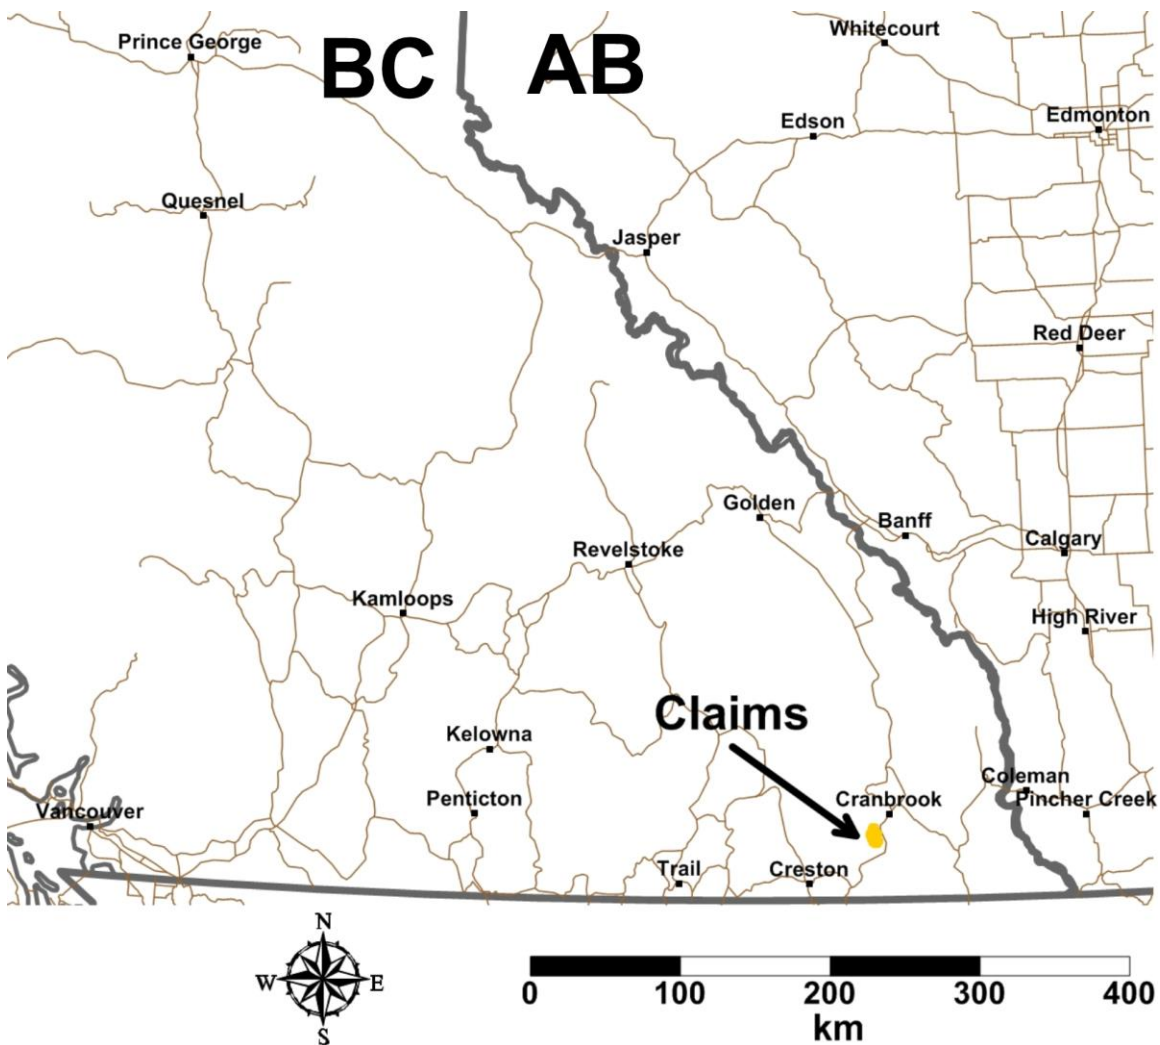 Prince George
BC
AB
Whitecourt
Edson
Edmonton
Quesnel
Jasper
Red Deer
Golden
Banff
Calgary
Revelstoke
Kamloops
High River
Claims
Kelowna
Coleman
Penticton
Cranbrook
Pincher Creek
Vancouver
Trail
Creston
N
W
E
S
0
100
200
300
400
km